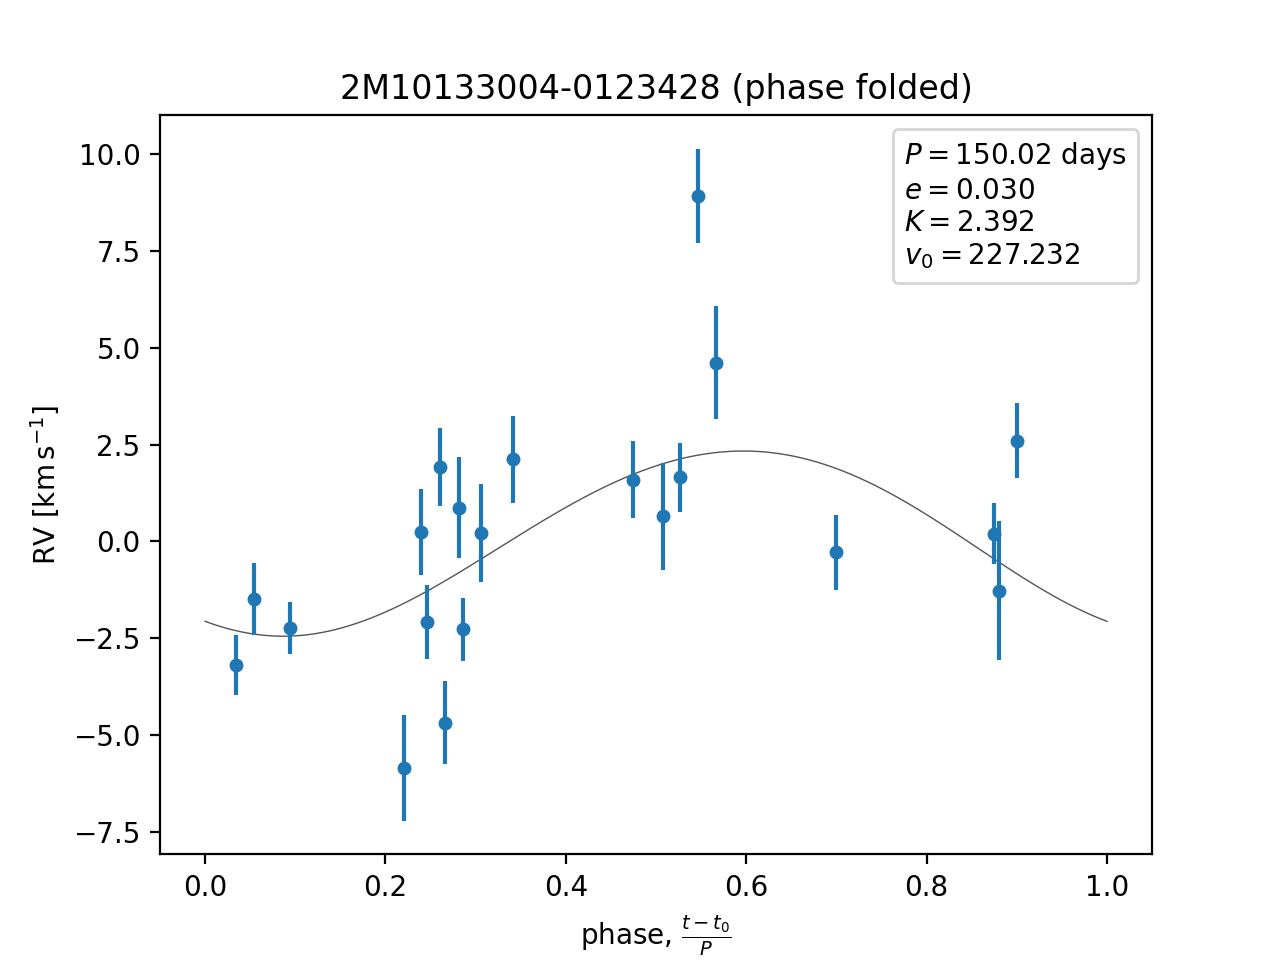 2M10133004-0123428 (phase folded)
P = 150.02 days
e = 0.030
K = 2.392
v₀ = 227.232
10.0
7.5
5.0
2.5
0.0
−2.5
−5.0
−7.5
RV [km s⁻¹]
0.0 0.2 0.4 0.6 0.8 1.0
phase, (t − t₀)/P